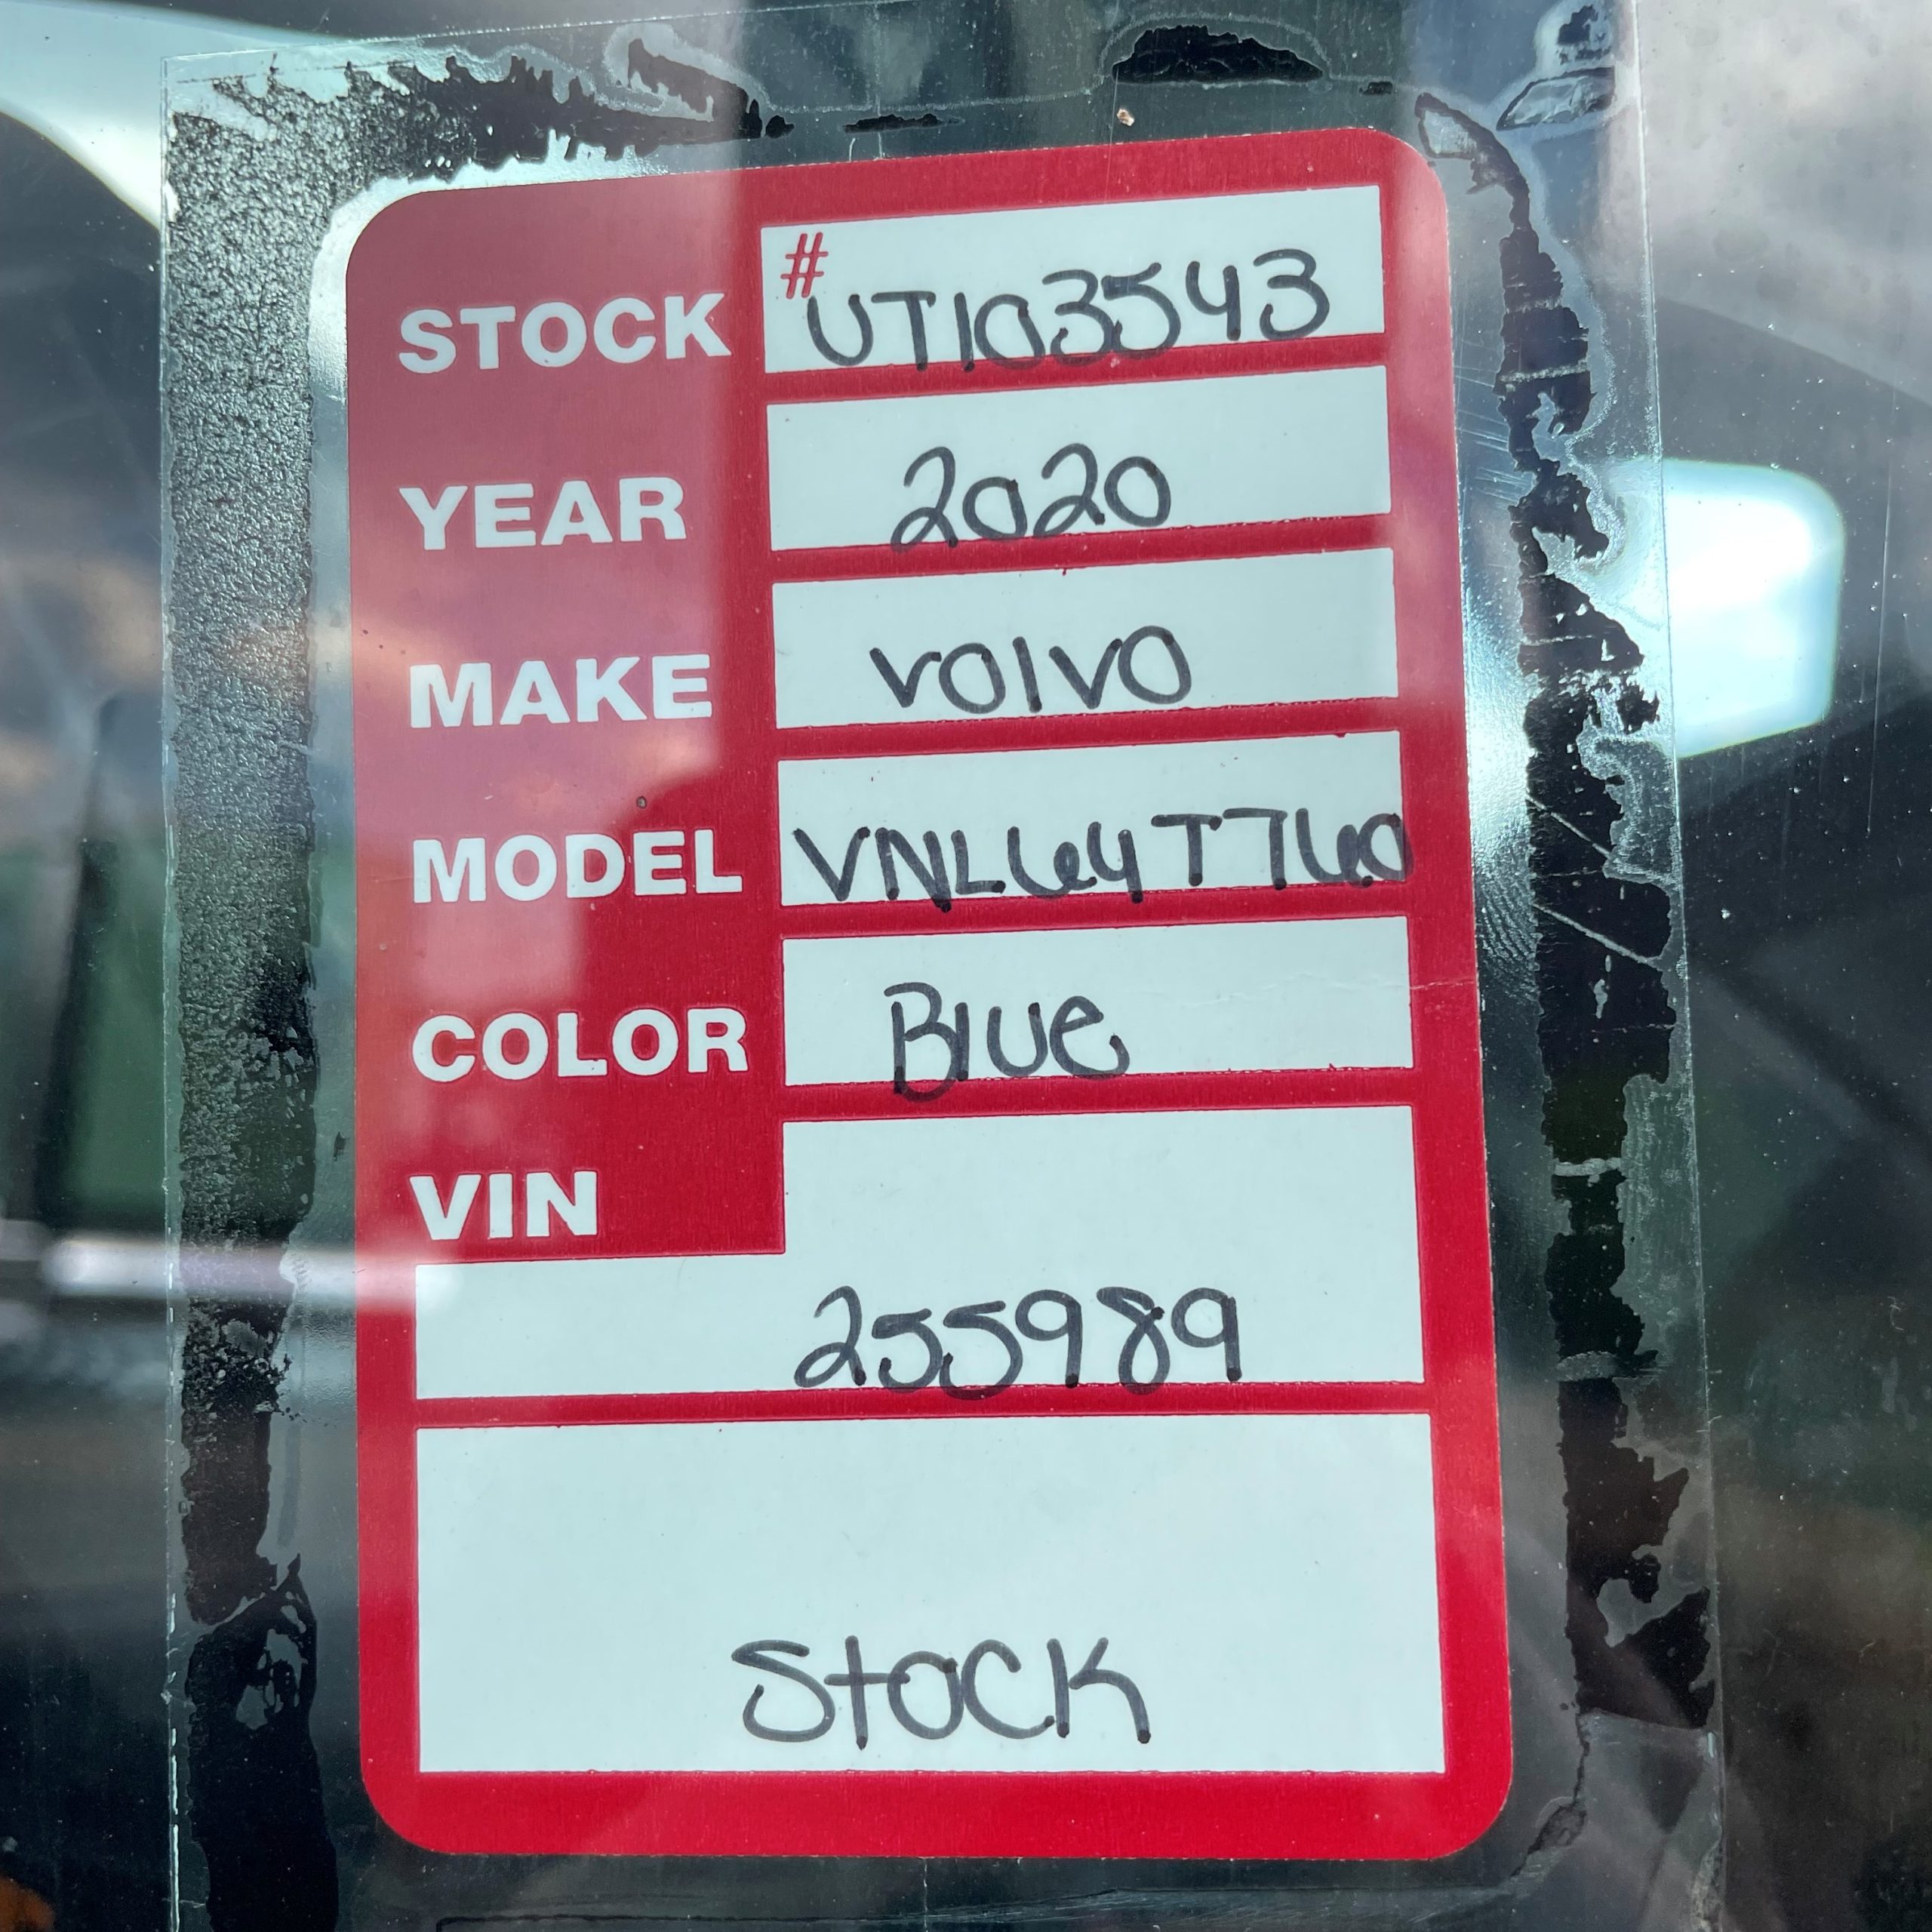 STOCK # UT103543
YEAR 2020
MAKE VOlVO
MODEL VNL64T760
COLOR Blue
VIN
255989
Stock